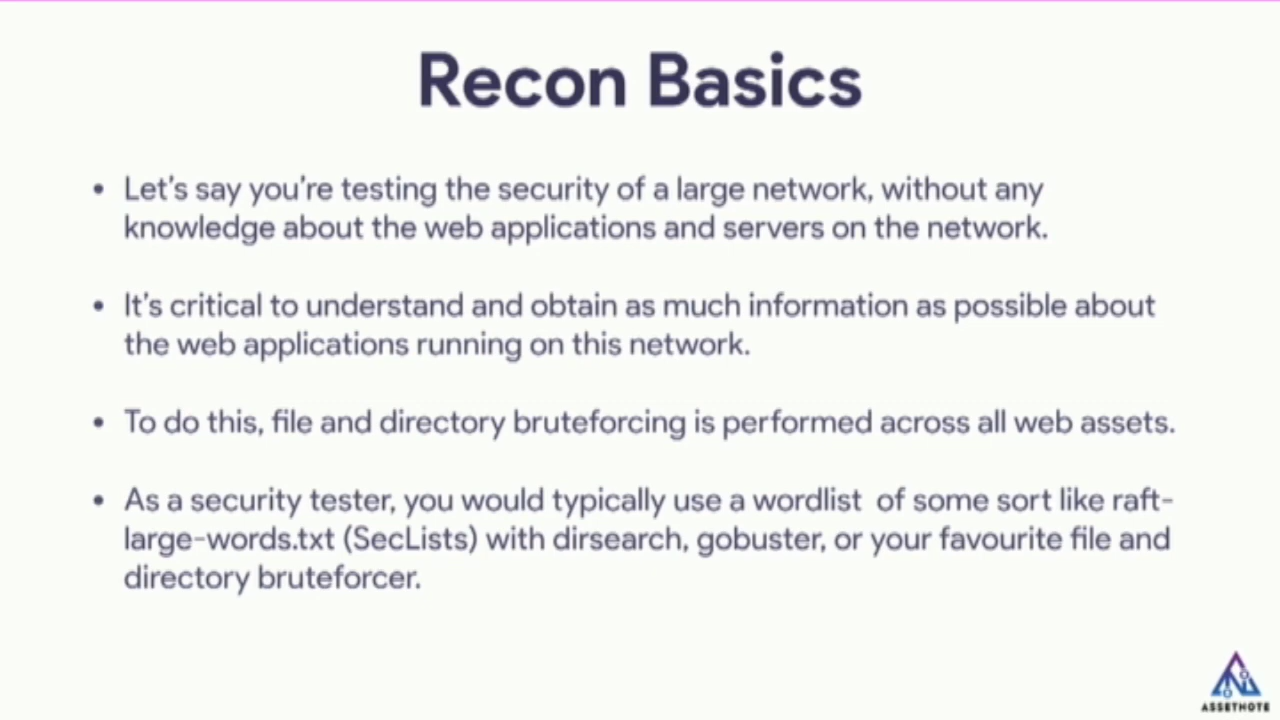 Recon Basics
• Let’s say you’re testing the security of a large network, without any
knowledge about the web applications and servers on the network.
• It’s critical to understand and obtain as much information as possible about
the web applications running on this network.
• To do this, file and directory bruteforcing is performed across all web assets.
• As a security tester, you would typically use a wordlist  of some sort like raft-
large-words.txt (SecLists) with dirsearch, gobuster, or your favourite file and
directory bruteforcer.
ASSETNOTE